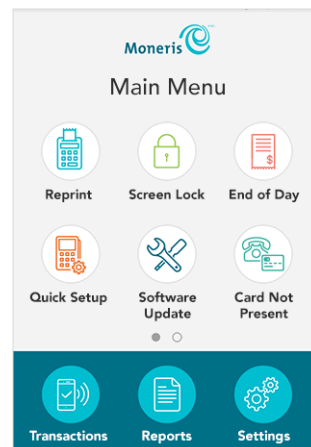 Moneris
Main Menu
Reprint
Screen Lock
End of Day
$
Quick Setup
Software
Update
Card Not
Present
Transactions
Reports
Settings